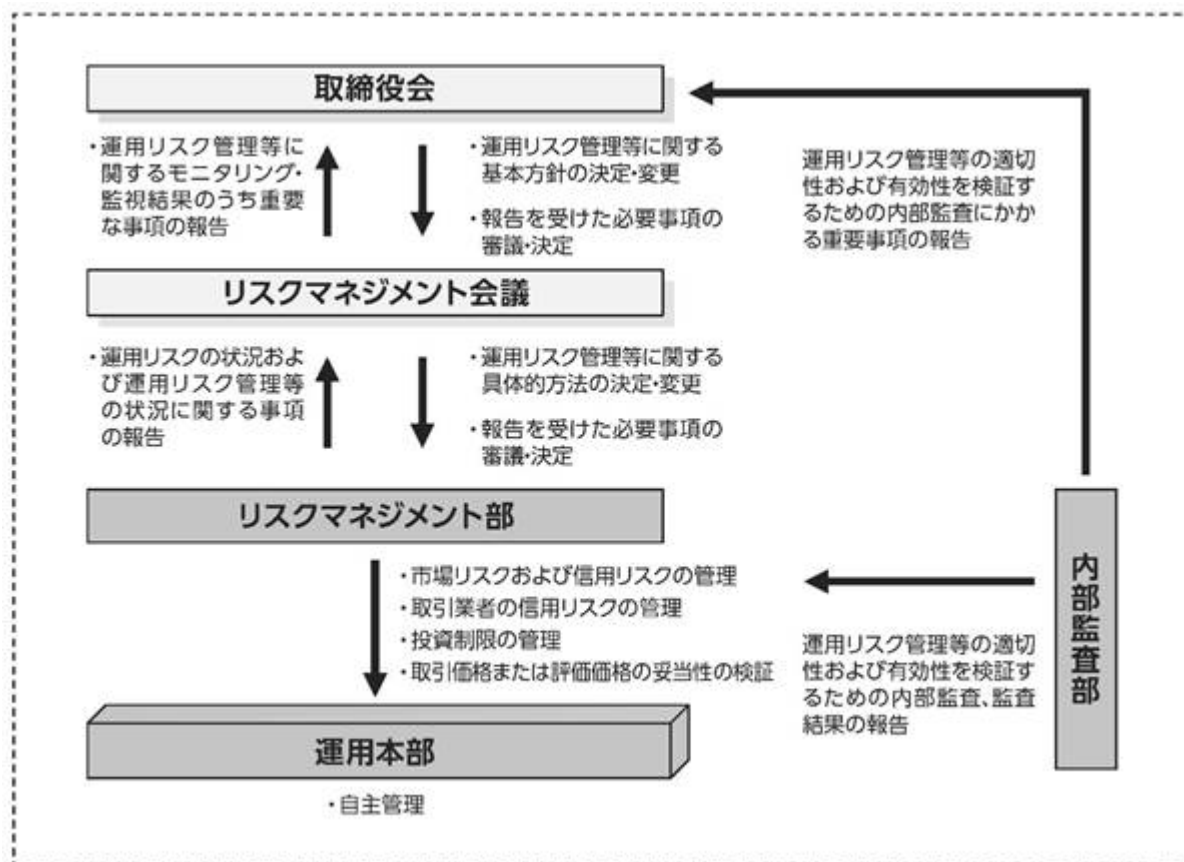 取締役会
・運用リスク管理等に
関するモニタリング・
監視結果のうち重要
な事項の報告
・運用リスク管理等に関する
基本方針の決定・変更
・報告を受けた必要事項の
審議・決定
運用リスク管理等の適切
性および有効性を検証す
るための内部監査にかか
る重要事項の報告
リスクマネジメント会議
・運用リスクの状況およ
び運用リスク管理等
の状況に関する事項
の報告
・運用リスク管理等に関する
具体的方法の決定・変更
・報告を受けた必要事項の
審議・決定
リスクマネジメント部
・市場リスクおよび信用リスクの管理
・取引業者の信用リスクの管理
・投資制限の管理
・取引価格または評価価格の妥当性の検証
運用リスク管理等の適切
性および有効性を検証す
るための内部監査、監査
結果の報告
内部監査部
運用本部
・自主管理